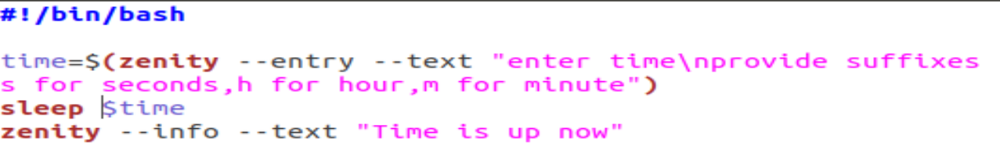 #!/bin/bash
time=$(zenity --entry --text "enter time\nprovide suffixes
s for seconds,h for hour,m for minute")
sleep $time
zenity --info --text "Time is up now"